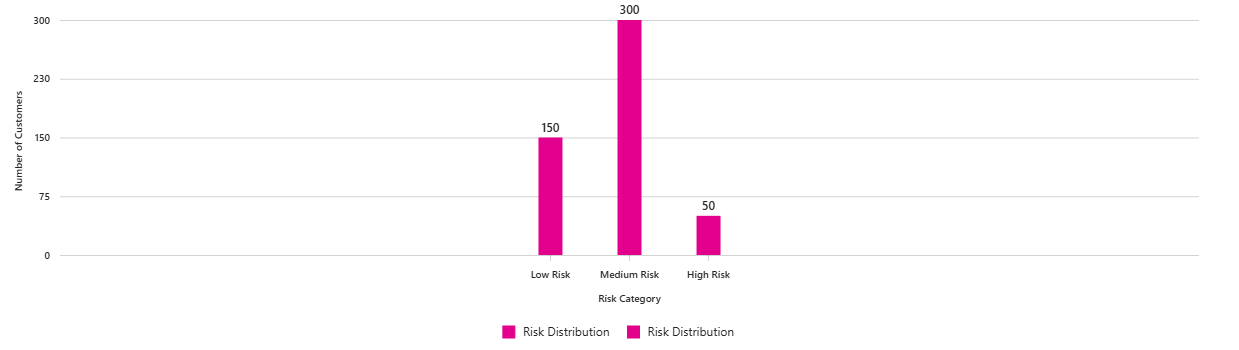 300
300
230
150
150
75
50
0
Number of Customers
Low Risk Medium Risk High Risk
Risk Category
Risk Distribution Risk Distribution